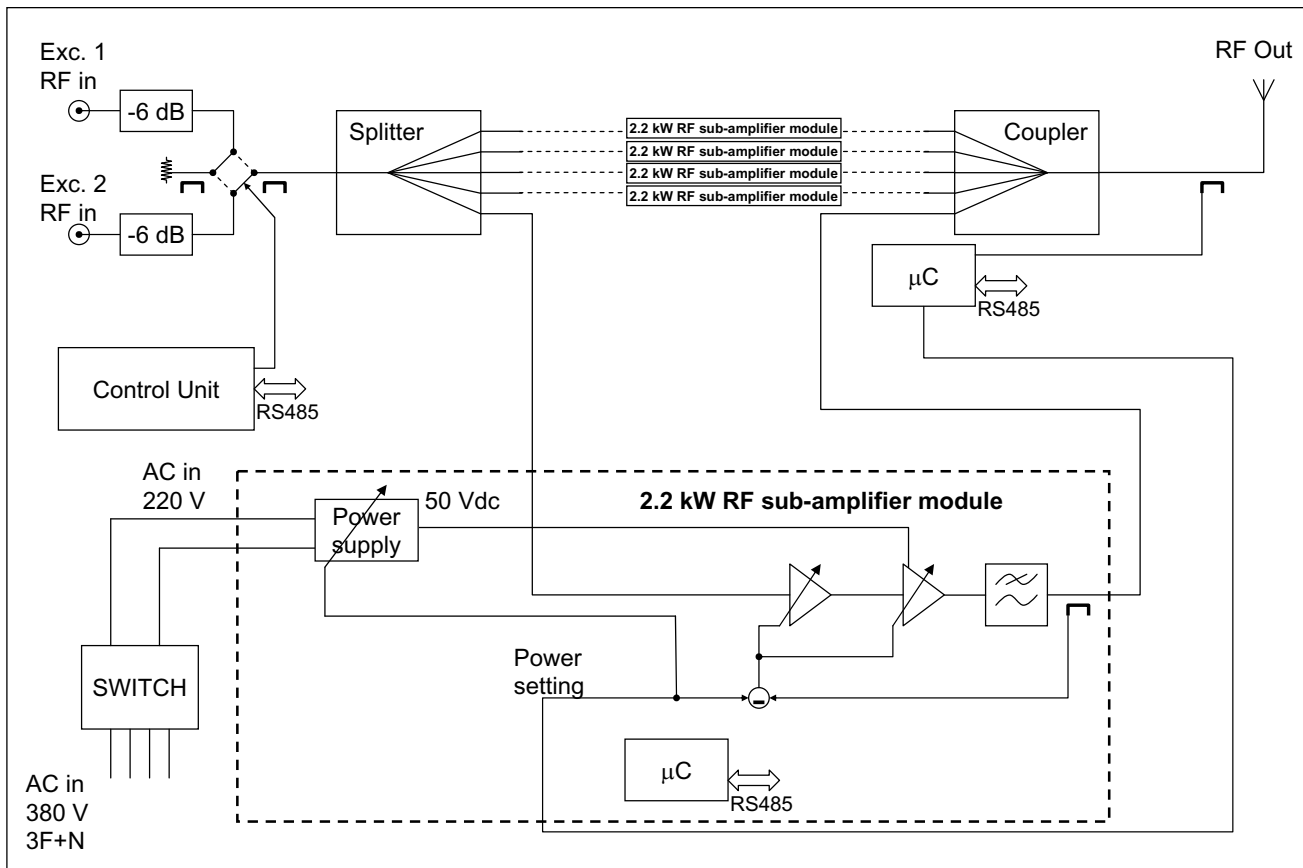 Exc. 1
RF in
-6 dB
Exc. 2
RF in
-6 dB
Splitter
2.2 kW RF sub-amplifier module
2.2 kW RF sub-amplifier module
2.2 kW RF sub-amplifier module
2.2 kW RF sub-amplifier module
Coupler
RF Out
μC
RS485
Control Unit
RS485
AC in
220 V
Power
supply
50 Vdc
2.2 kW RF sub-amplifier module
Power
setting
SWITCH
μC
RS485
AC in
380 V
3F+N